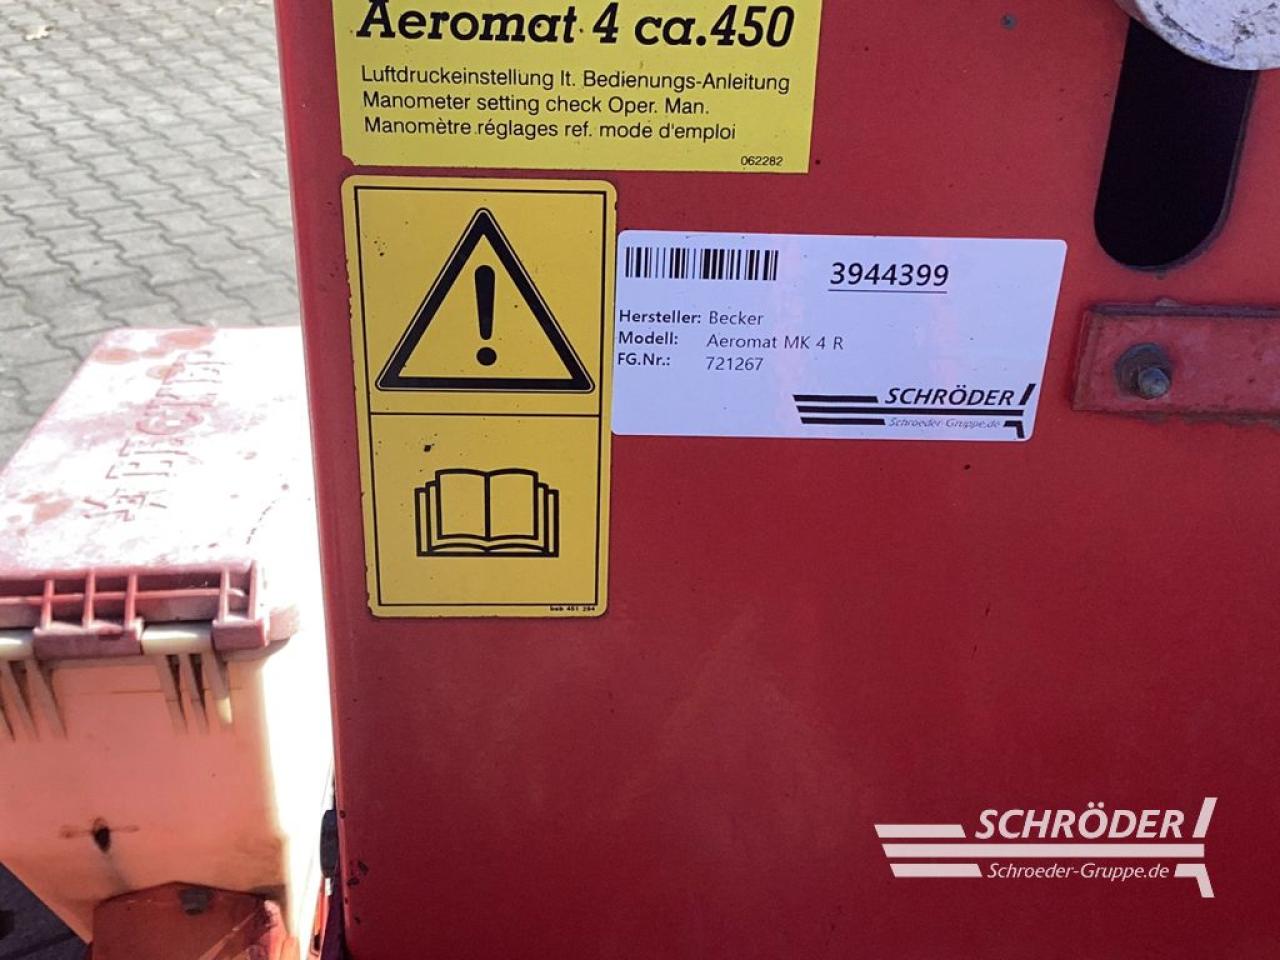 Aeromat 4 ca.450
Luftdruckeinstellung lt. Bedienungs-Anleitung
Manometer setting check Oper. Man.
Manomètre réglages ref. mode d'emploi
062282
3944399
Hersteller: Becker
Modell: Aeromat MK 4 R
FG.Nr.: 721267
SCHRÖDER
Schroeder-Gruppe.de
SCHRÖDER
Schroeder-Gruppe.de